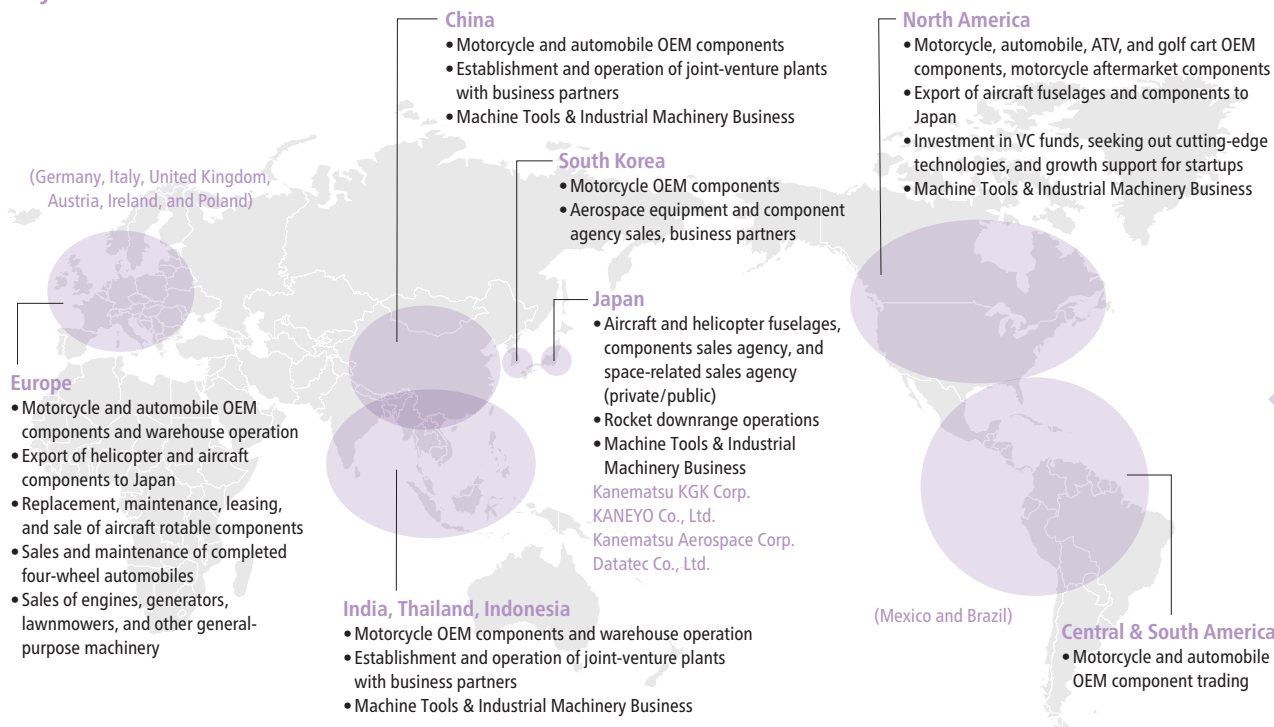 China
• Motorcycle and automobile OEM components
• Establishment and operation of joint-venture plants
with business partners
• Machine Tools & Industrial Machinery Business
North America
• Motorcycle, automobile, ATV, and golf cart OEM
components, motorcycle aftermarket components
• Export of aircraft fuselages and components to
Japan
• Investment in VC funds, seeking out cutting-edge
technologies, and growth support for startups
• Machine Tools & Industrial Machinery Business
South Korea
• Motorcycle OEM components
• Aerospace equipment and component
agency sales, business partners
(Germany, Italy, United Kingdom,
Austria, Ireland, and Poland)
Japan
• Aircraft and helicopter fuselages,
components sales agency, and
space-related sales agency
(private/public)
• Rocket downrange operations
• Machine Tools & Industrial
Machinery Business
Kanematsu KGK Corp.
KANEYO Co., Ltd.
Kanematsu Aerospace Corp.
Datatec Co., Ltd.
Europe
• Motorcycle and automobile OEM
components and warehouse operation
• Export of helicopter and aircraft
components to Japan
• Replacement, maintenance, leasing,
and sale of aircraft rotable components
• Sales and maintenance of completed
four-wheel automobiles
• Sales of engines, generators,
lawnmowers, and other general-
purpose machinery
India, Thailand, Indonesia
• Motorcycle OEM components and warehouse operation
• Establishment and operation of joint-venture plants
with business partners
• Machine Tools & Industrial Machinery Business
(Mexico and Brazil)
Central & South America
• Motorcycle and automobile
OEM component trading